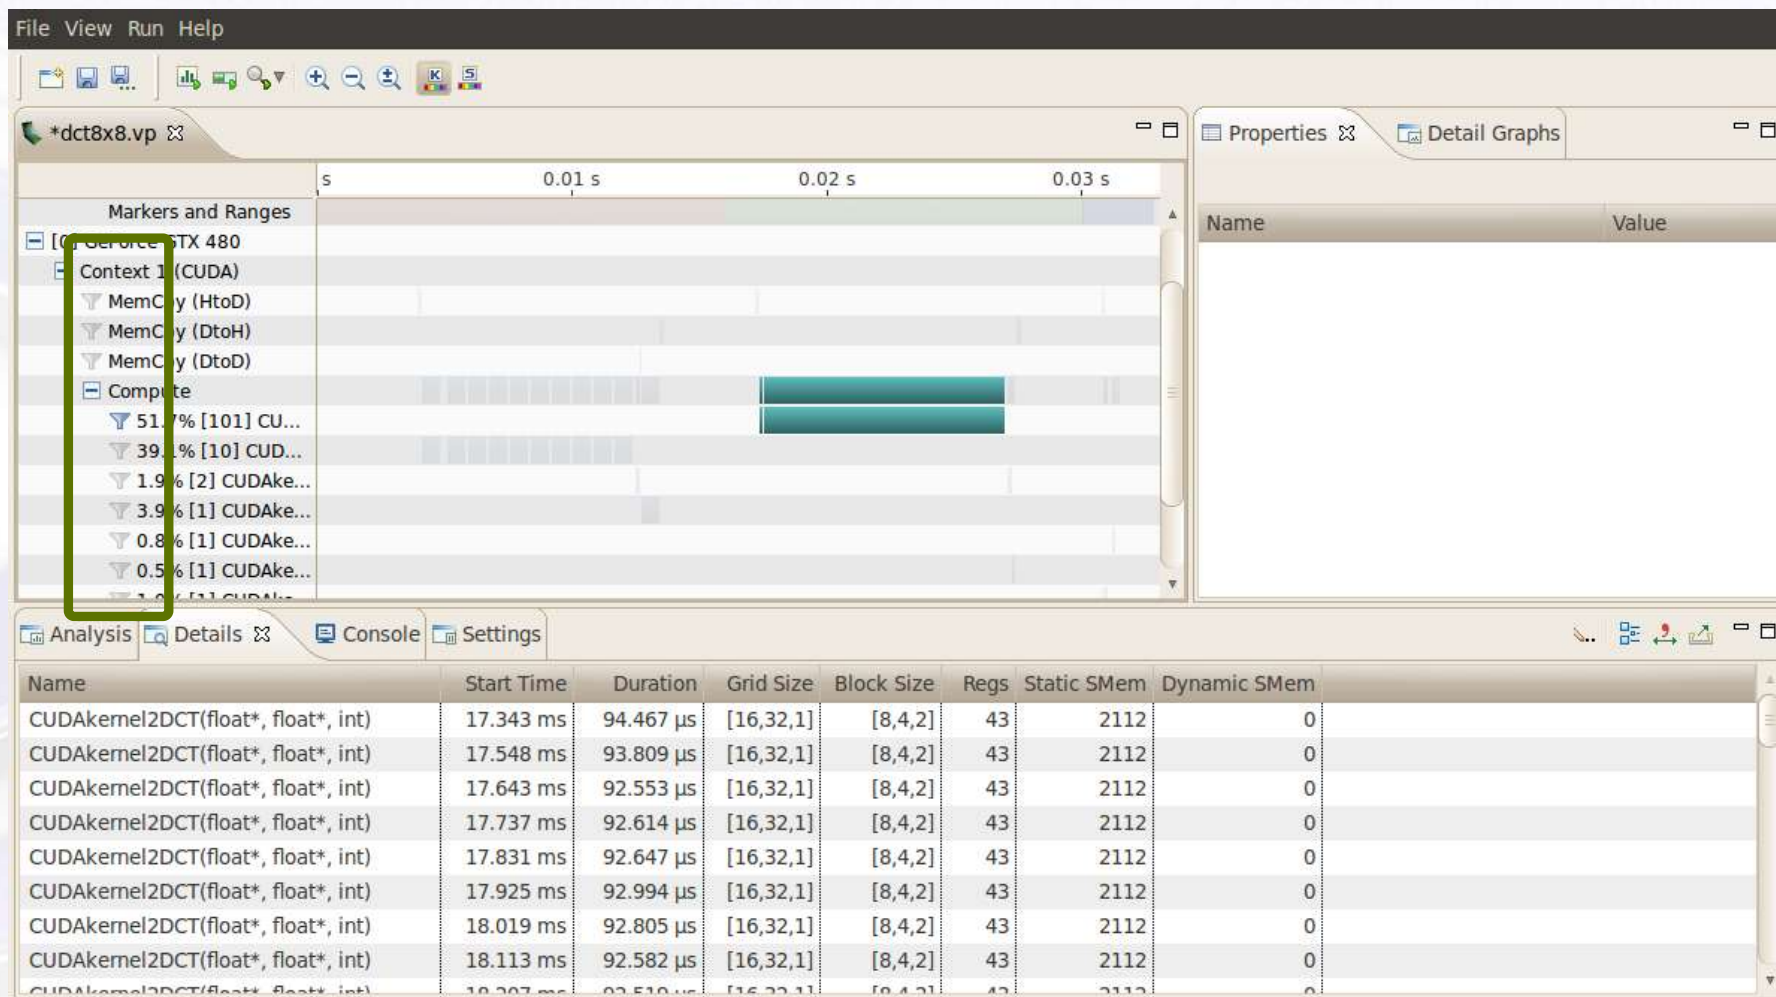 File View Run Help
*dct8x8.vp
Properties Detail Graphs
s 0.01 s 0.02 s 0.03 s
Markers and Ranges
Name Value
[0] GeForce GTX 480
Context 1 (CUDA)
MemCpy (HtoD)
MemCpy (DtoH)
MemCpy (DtoD)
Compute
51.7% [101] CU...
39.1% [10] CUD...
1.9% [2] CUDAke...
3.9% [1] CUDAke...
0.8% [1] CUDAke...
0.5% [1] CUDAke...
Analysis Details Console Settings
Name Start Time Duration Grid Size Block Size Regs Static SMem Dynamic SMem
CUDAkernel2DCT(float*, float*, int) 17.343 ms 94.467 µs [16,32,1] [8,4,2] 43 2112 0
CUDAkernel2DCT(float*, float*, int) 17.548 ms 93.809 µs [16,32,1] [8,4,2] 43 2112 0
CUDAkernel2DCT(float*, float*, int) 17.643 ms 92.553 µs [16,32,1] [8,4,2] 43 2112 0
CUDAkernel2DCT(float*, float*, int) 17.737 ms 92.614 µs [16,32,1] [8,4,2] 43 2112 0
CUDAkernel2DCT(float*, float*, int) 17.831 ms 92.647 µs [16,32,1] [8,4,2] 43 2112 0
CUDAkernel2DCT(float*, float*, int) 17.925 ms 92.994 µs [16,32,1] [8,4,2] 43 2112 0
CUDAkernel2DCT(float*, float*, int) 18.019 ms 92.805 µs [16,32,1] [8,4,2] 43 2112 0
CUDAkernel2DCT(float*, float*, int) 18.113 ms 92.582 µs [16,32,1] [8,4,2] 43 2112 0